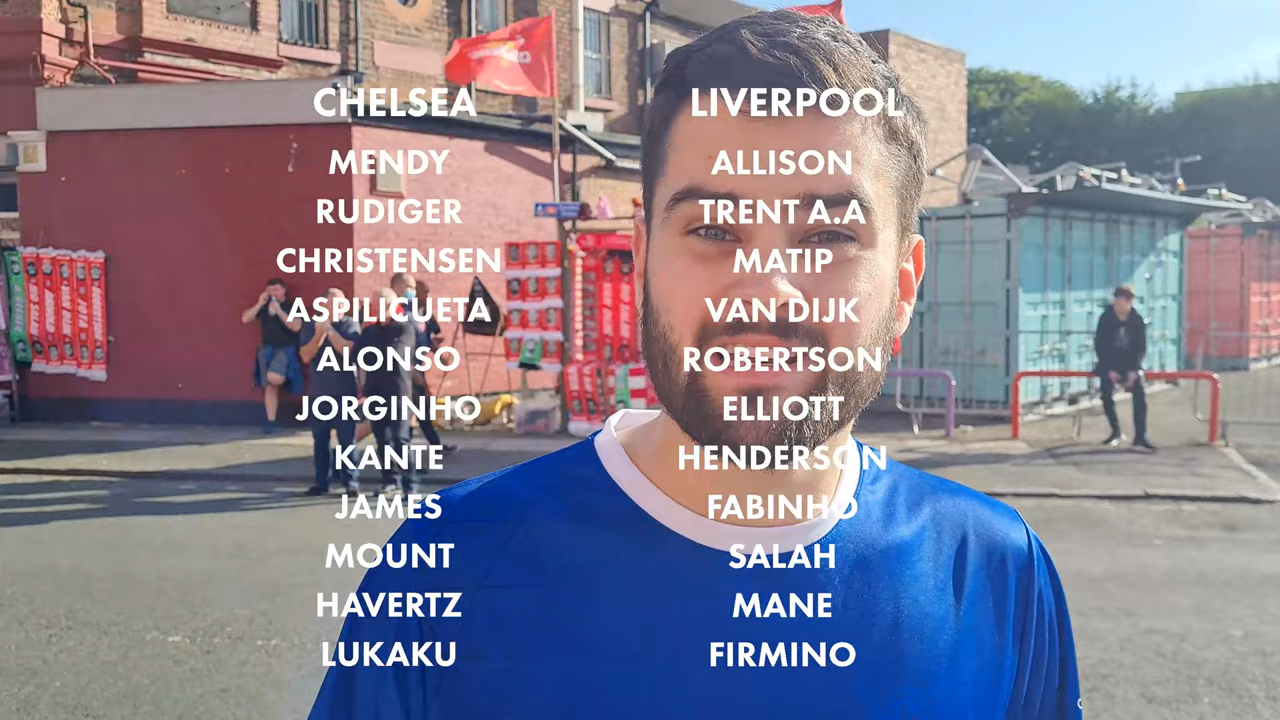 CHELSEA
MENDY
RUDIGER
CHRISTENSEN
ASPILICUETA
ALONSO
JORGINHO
KANTE
JAMES
MOUNT
HAVERTZ
LUKAKU
LIVERPOOL
ALLISON
TRENT A.A
MATIP
VAN DIJK
ROBERTSON
ELLIOTT
HENDERSON
FABINHO
SALAH
MANE
FIRMINO